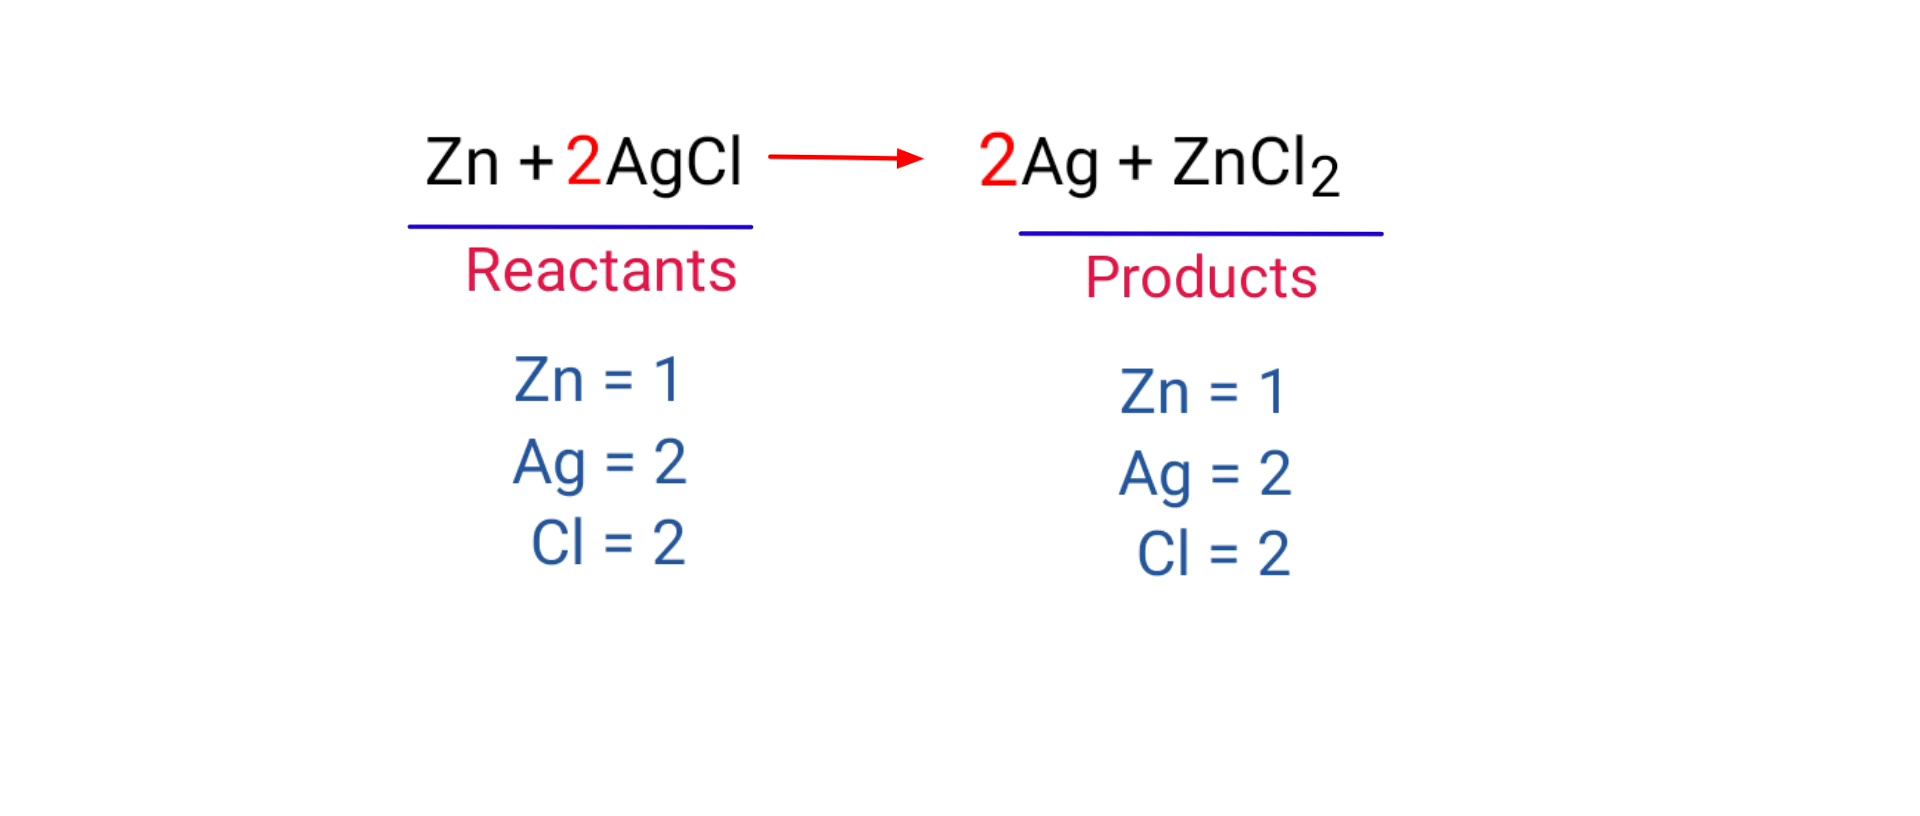 Zn + 2AgCl ⟶ 2Ag + ZnCl₂
Reactants
Products
Zn = 1
Ag = 2
Cl = 2
Zn = 1
Ag = 2
Cl = 2